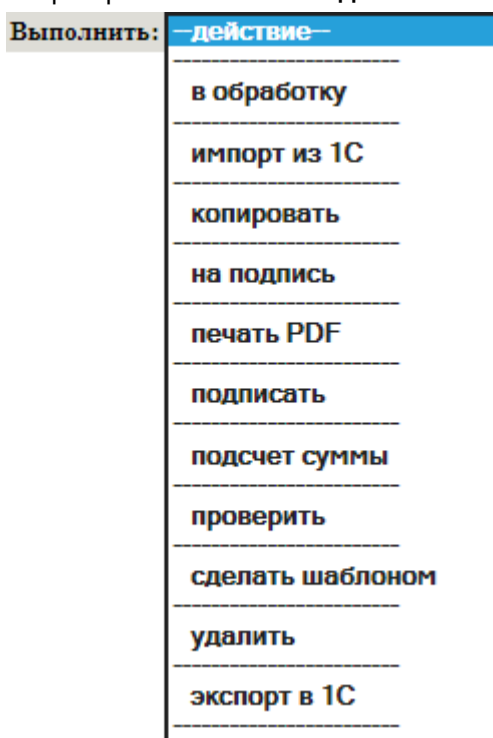 Выполнить: --действие--
------------------------
в обработку
------------------------
импорт из 1С
------------------------
копировать
------------------------
на подпись
------------------------
печать PDF
------------------------
подписать
------------------------
подсчет суммы
------------------------
проверить
------------------------
сделать шаблоном
------------------------
удалить
------------------------
экспорт в 1С
------------------------